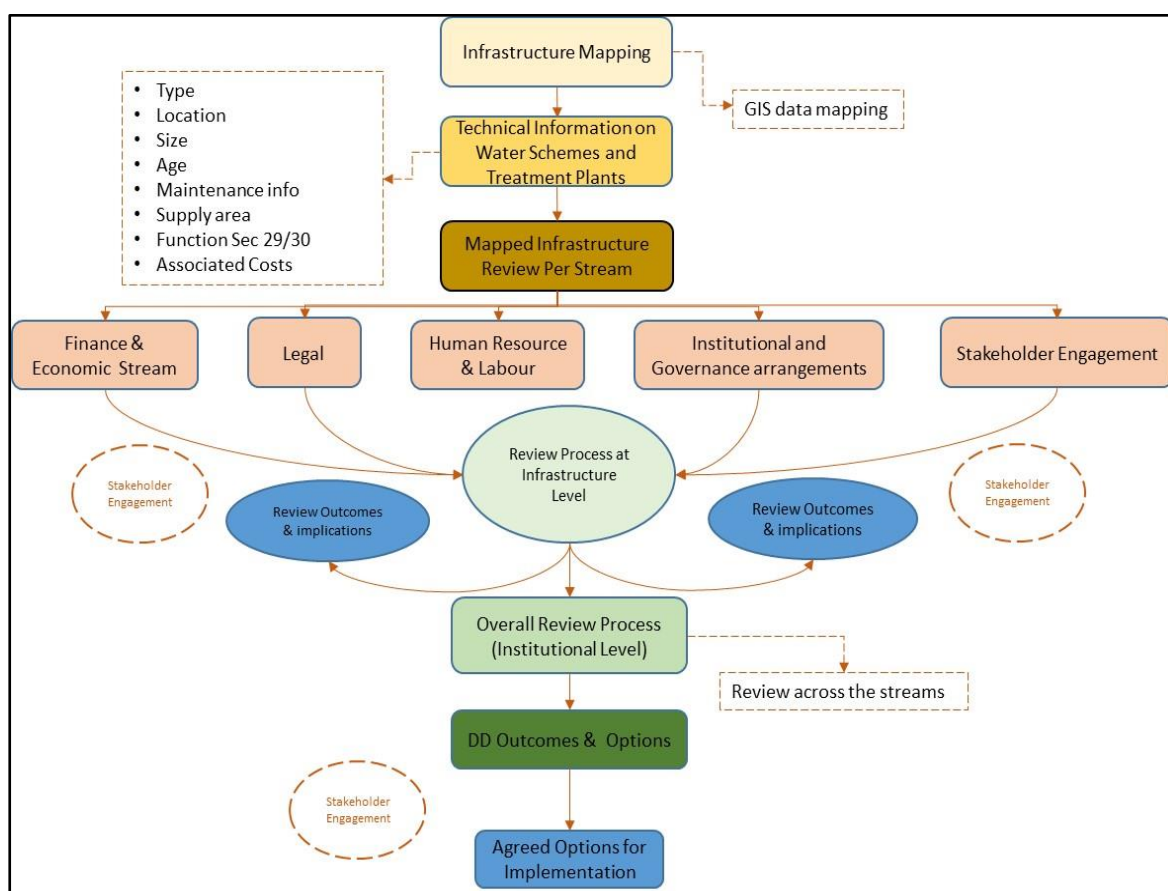 Infrastructure Mapping
GIS data mapping
• Type
• Location
• Size
• Age
• Maintenance info
• Supply area
• Function Sec 29/30
• Associated Costs
Technical Information on
Water Schemes and
Treatment Plants
Mapped Infrastructure
Review Per Stream
Finance &
Economic Stream
Legal
Human Resource
& Labour
Institutional and
Governance arrangements
Stakeholder Engagement
Review Process at
Infrastructure
Level
Stakeholder
Engagement
Stakeholder
Engagement
Review Outcomes
& implications
Review Outcomes
& implications
Overall Review Process
(Institutional Level)
Review across the streams
DD Outcomes & Options
Stakeholder
Engagement
Agreed Options for
Implementation